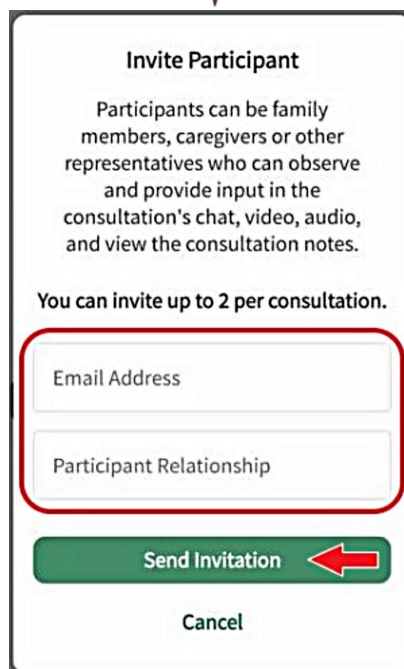 Invite Participant
Participants can be family
members, caregivers or other
representatives who can observe
and provide input in the
consultation's chat, video, audio,
and view the consultation notes.
You can invite up to 2 per consultation.
Email Address
Participant Relationship
Send Invitation
Cancel